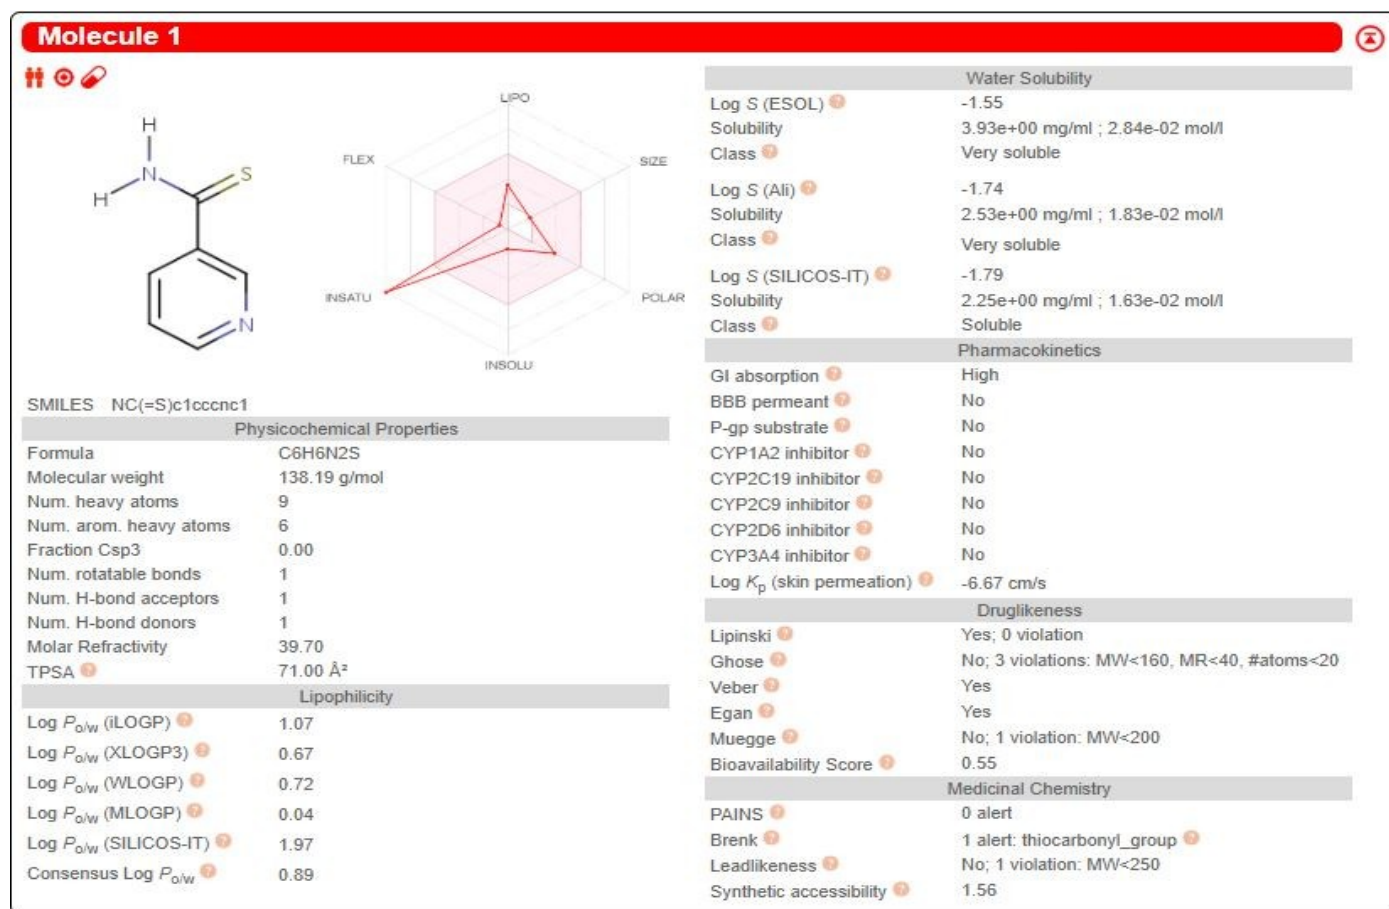 Molecule 1
H
H
N
S
N
LIPO
FLEX
SIZE
INSATU
POLAR
INSOLU
SMILES NC(=S)c1cccnc1
Physicochemical Properties
Formula C6H6N2S
Molecular weight 138.19 g/mol
Num. heavy atoms 9
Num. arom. heavy atoms 6
Fraction Csp3 0.00
Num. rotatable bonds 1
Num. H-bond acceptors 1
Num. H-bond donors 1
Molar Refractivity 39.70
TPSA ? 71.00 Å²
Lipophilicity
Log Po/w (iLOGP) ? 1.07
Log Po/w (XLOGP3) ? 0.67
Log Po/w (WLOGP) ? 0.72
Log Po/w (MLOGP) ? 0.04
Log Po/w (SILICOS-IT) ? 1.97
Consensus Log Po/w ? 0.89
Water Solubility
Log S (ESOL) ? -1.55
Solubility 3.93e+00 mg/ml ; 2.84e-02 mol/l
Class ? Very soluble
Log S (Ali) ? -1.74
Solubility 2.53e+00 mg/ml ; 1.83e-02 mol/l
Class ? Very soluble
Log S (SILICOS-IT) ? -1.79
Solubility 2.25e+00 mg/ml ; 1.63e-02 mol/l
Class ? Soluble
Pharmacokinetics
GI absorption ? High
BBB permeant ? No
P-gp substrate ? No
CYP1A2 inhibitor ? No
CYP2C19 inhibitor ? No
CYP2C9 inhibitor ? No
CYP2D6 inhibitor ? No
CYP3A4 inhibitor ? No
Log Kp (skin permeation) ? -6.67 cm/s
Druglikeness
Lipinski ? Yes; 0 violation
Ghose ? No; 3 violations: MW<160, MR<40, #atoms<20
Veber ? Yes
Egan ? Yes
Muegge ? No; 1 violation: MW<200
Bioavailability Score ? 0.55
Medicinal Chemistry
PAINS ? 0 alert
Brenk ? 1 alert: thiocarbonyl_group ?
Leadlikeness ? No; 1 violation: MW<250
Synthetic accessibility ? 1.56